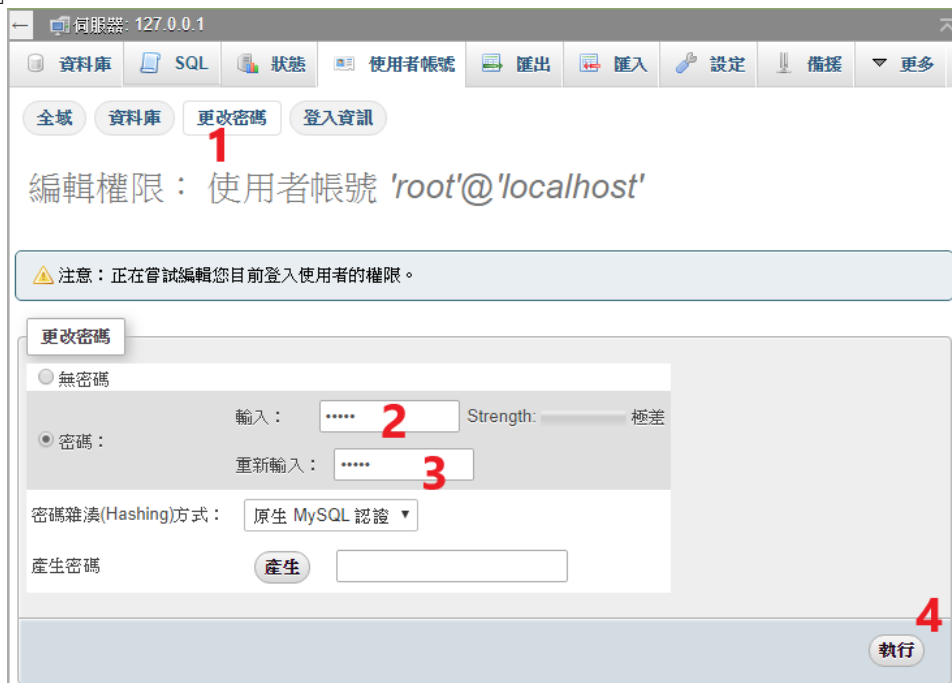 伺服器: 127.0.0.1
資料庫 SQL 狀態 使用者帳號 匯出 匯入 設定 備援 更多
全域 資料庫 更改密碼 登入資訊
1
編輯權限： 使用者帳號 'root'@'localhost'
注意：正在嘗試編輯您目前登入使用者的權限。
更改密碼
無密碼
密碼：
輸入： ••••• 2 Strength: 極差
重新輸入： ••••• 3
密碼雜湊(Hashing)方式： 原生 MySQL 認證
產生密碼 產生
4
執行